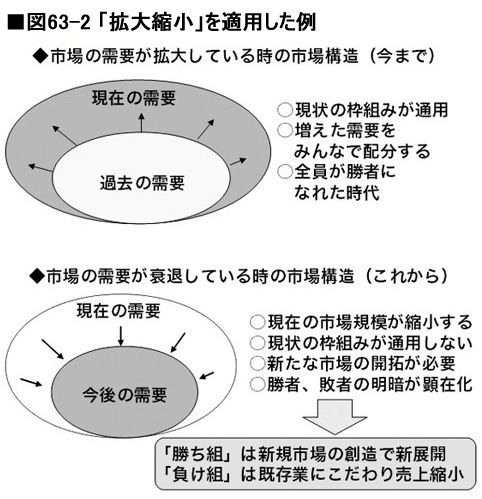 ■図63-2 「拡大縮小」を適用した例
◆市場の需要が拡大している時の市場構造（今まで）
現在の需要
過去の需要
○現状の枠組みが通用
○増えた需要を
みんなで配分する
○全員が勝者に
なれた時代
◆市場の需要が衰退している時の市場構造（これから）
現在の需要
今後の需要
○現在の市場規模が縮小する
○現状の枠組みが通用しない
○新たな市場の開拓が必要
○勝者、敗者の明暗が顕在化
「勝ち組」は新規市場の創造で新展開
「負け組」は既存業にこだわり売上縮小